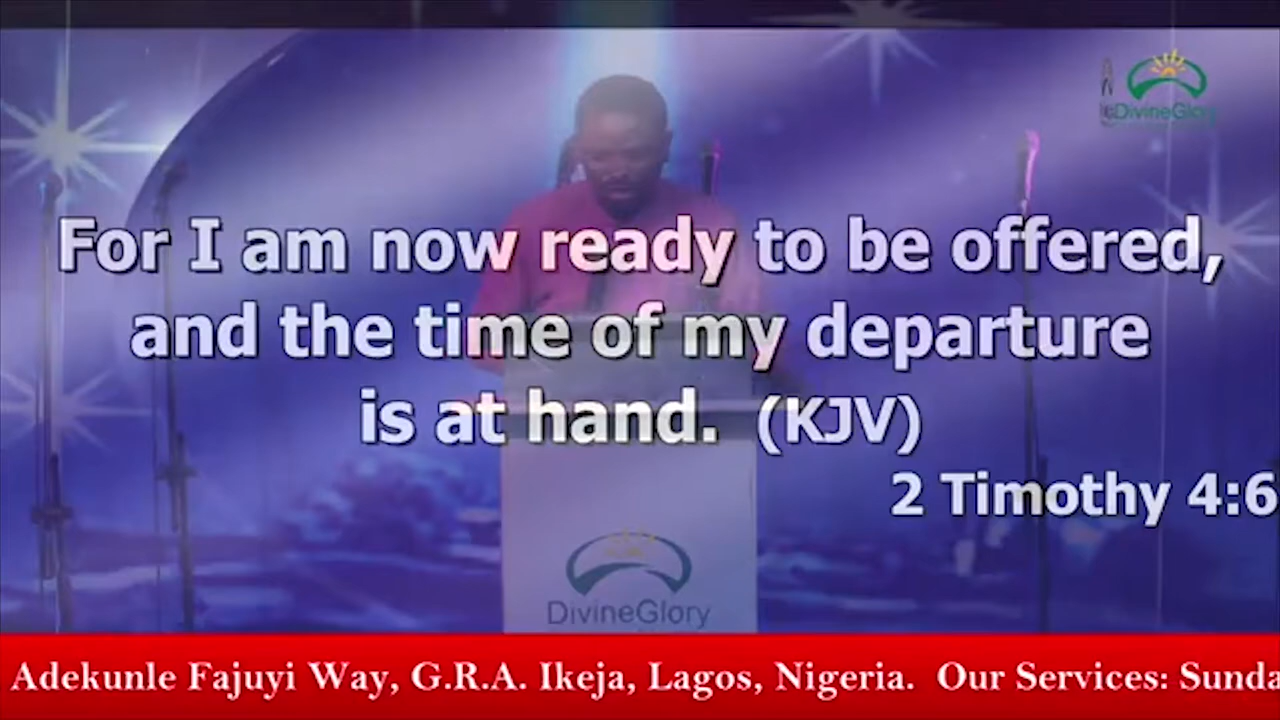 DivineGlory
For I am now ready to be offered,
and the time of my departure
is at hand. (KJV)
2 Timothy 4:6
DivineGlory
Adekunle Fajuyi Way, G.R.A. Ikeja, Lagos, Nigeria. Our Services: Sunda